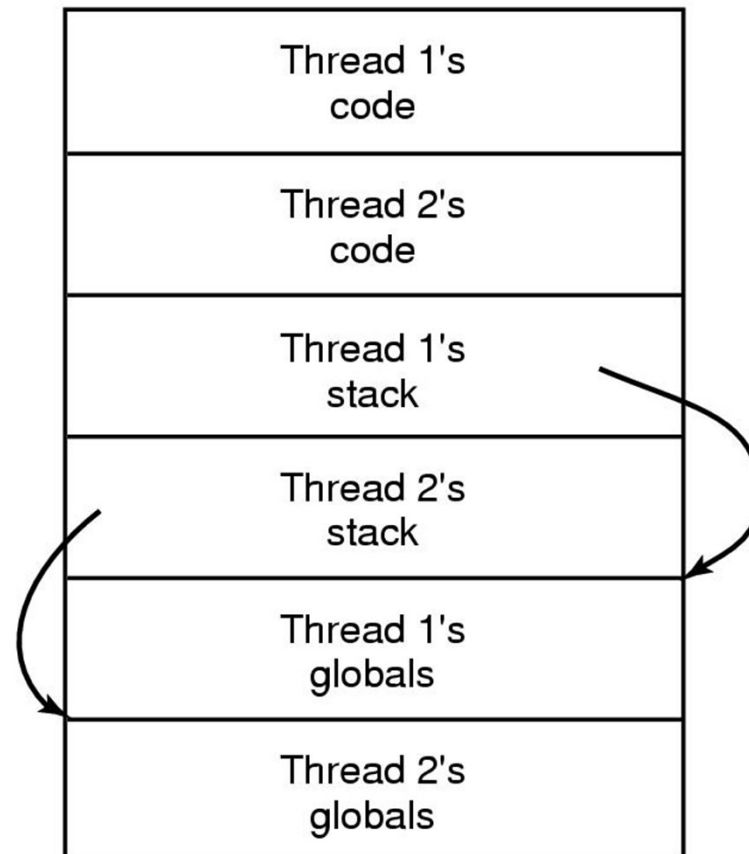 Thread 1's
code
Thread 2's
code
Thread 1's
stack
Thread 2's
stack
Thread 1's
globals
Thread 2's
globals